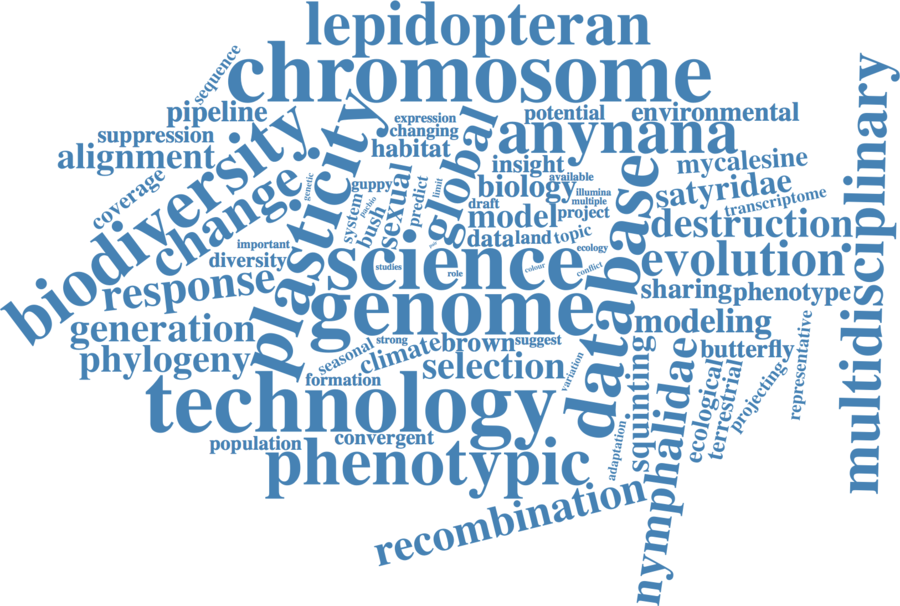 lepidopteran
chromosome
sequence
pipeline
expression
changing
potential
environmental
suppression
anynana
alignment
habitat
biodiversity
plasticity
global
insight
mycalesine
multidisciplinary
coverage
change
genetic
guppy
sexual
predict
limit
biology
available
illumina
multiple
satyridae
transcriptome
system
bush
draft
model
project
database
destruction
important
diversity
data
land
topic
ecology
science
studies
role
colour
conflict
evolution
response
genome
sharing
phenotype
generation
modeling
phylogeny
seasonal
strong
climate
brown
suggest
butterfly
representative
formation
selection
variation
squinting
nymphalidae
ecological
terrestrial
projecting
technology
population
convergent
adaptation
phenotypic
recombination